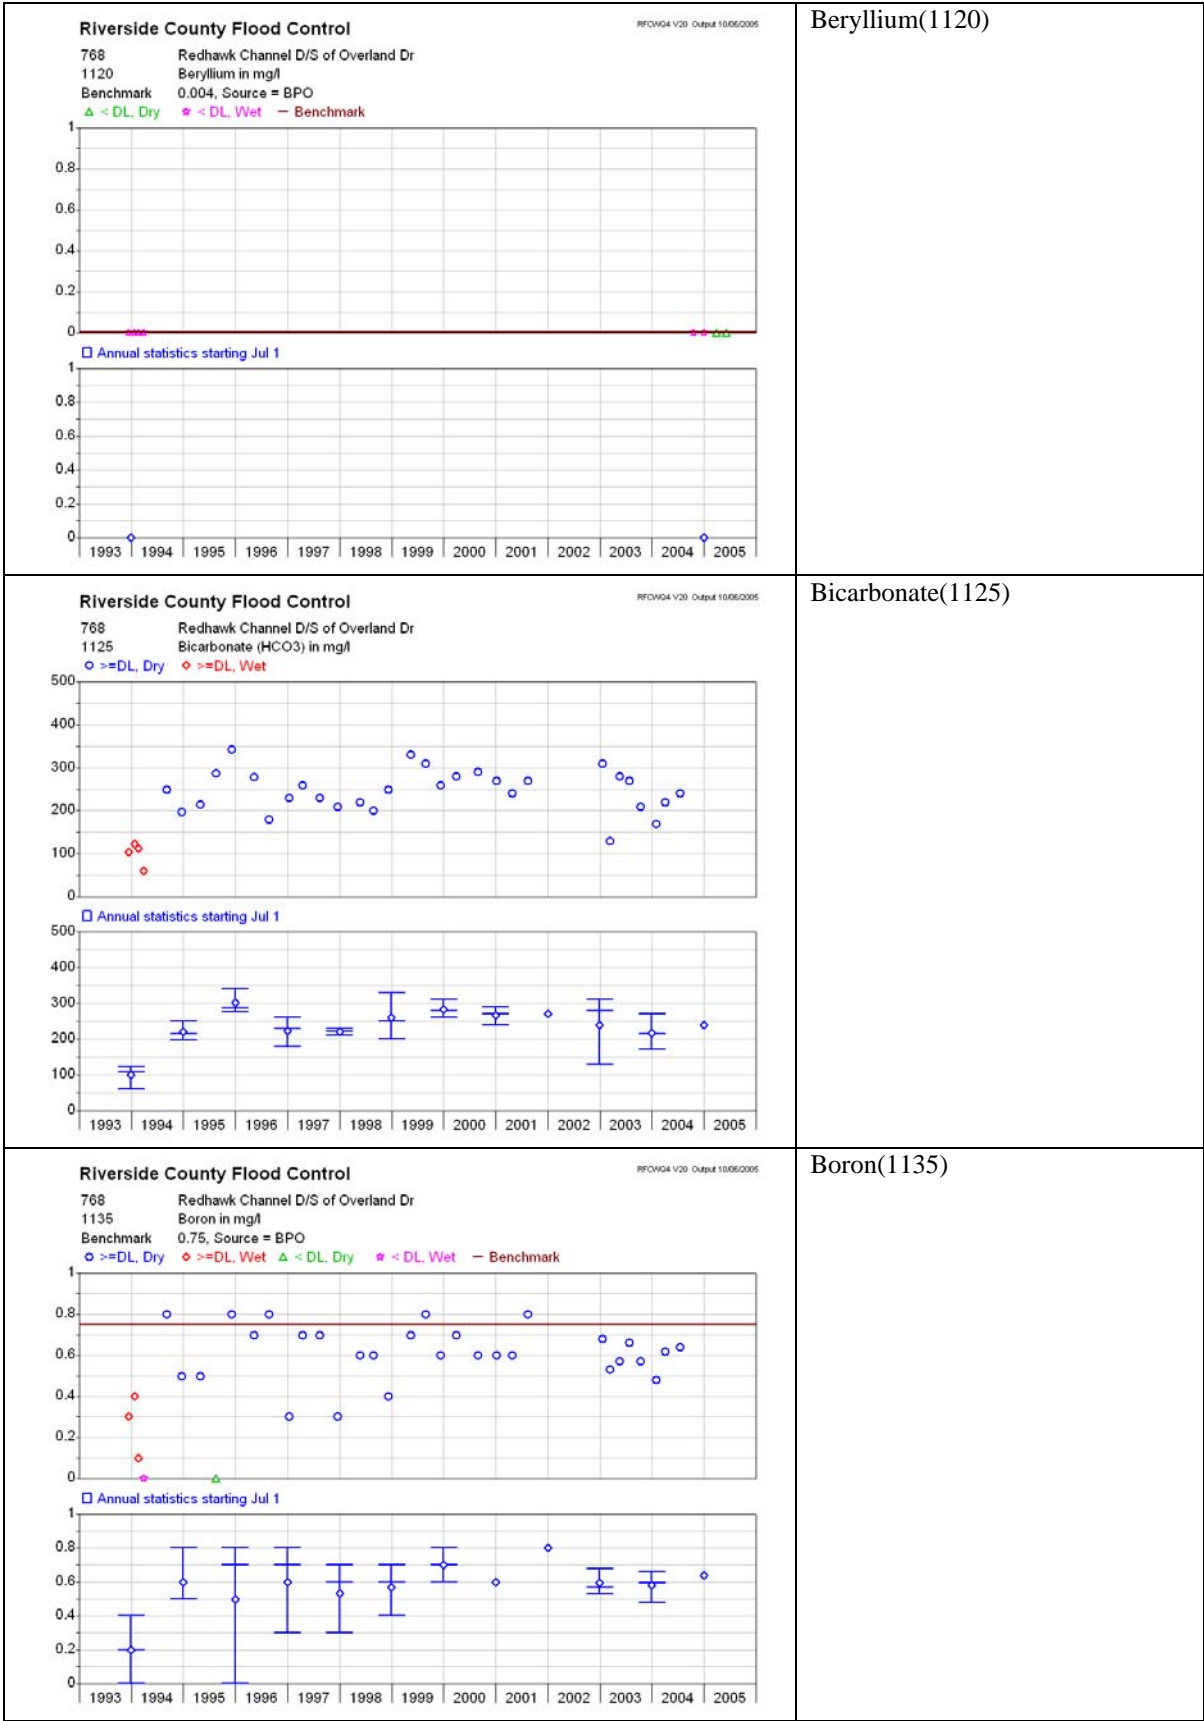 Riverside County Flood Control
RFCWQ4 V20 Output 10/06/2005
768 Redhawk Channel D/S of Overland Dr
1120 Beryllium in mg/l
Benchmark 0.004, Source = BPO
< DL, Dry < DL, Wet Benchmark
1
0.8
0.6
0.4
0.2
0
Annual statistics starting Jul 1
1
0.8
0.6
0.4
0.2
0
1993 1994 1995 1996 1997 1998 1999 2000 2001 2002 2003 2004 2005
Beryllium(1120)
Riverside County Flood Control
RFCWQ4 V20 Output 10/06/2005
768 Redhawk Channel D/S of Overland Dr
1125 Bicarbonate (HCO3) in mg/l
>=DL, Dry >=DL, Wet
500
400
300
200
100
0
Annual statistics starting Jul 1
500
400
300
200
100
0
1993 1994 1995 1996 1997 1998 1999 2000 2001 2002 2003 2004 2005
Bicarbonate(1125)
Riverside County Flood Control
RFCWQ4 V20 Output 10/06/2005
768 Redhawk Channel D/S of Overland Dr
1135 Boron in mg/l
Benchmark 0.75, Source = BPO
>=DL, Dry >=DL, Wet < DL, Dry < DL, Wet Benchmark
1
0.8
0.6
0.4
0.2
0
Annual statistics starting Jul 1
1
0.8
0.6
0.4
0.2
0
1993 1994 1995 1996 1997 1998 1999 2000 2001 2002 2003 2004 2005
Boron(1135)